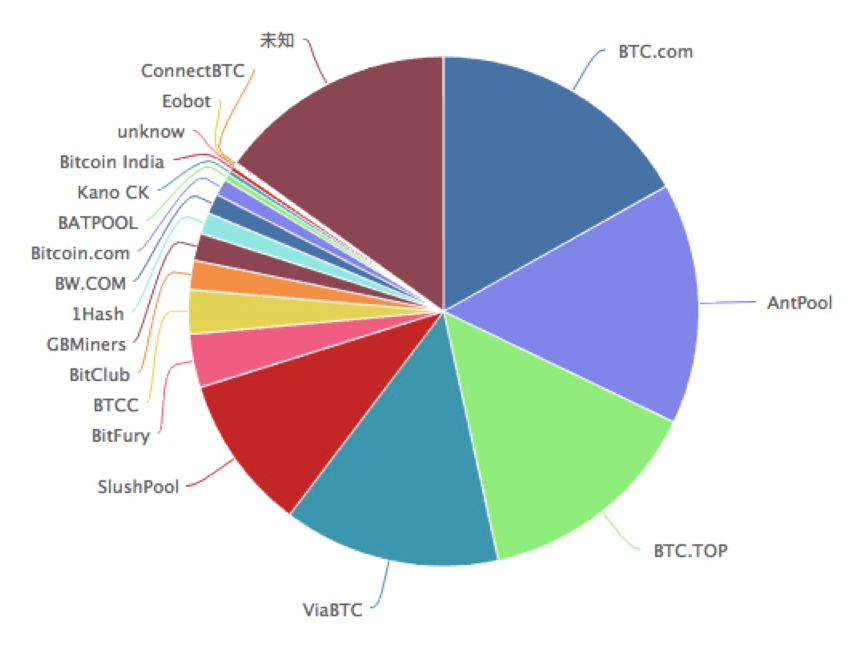 未知
BTC.com
ConnectBTC
Eobot
unknow
Bitcoin India
Kano CK
BATPOOL
Bitcoin.com
BW.COM
1Hash
GBMiners
BitClub
BTCC
BitFury
SlushPool
ViaBTC
AntPool
BTC.TOP